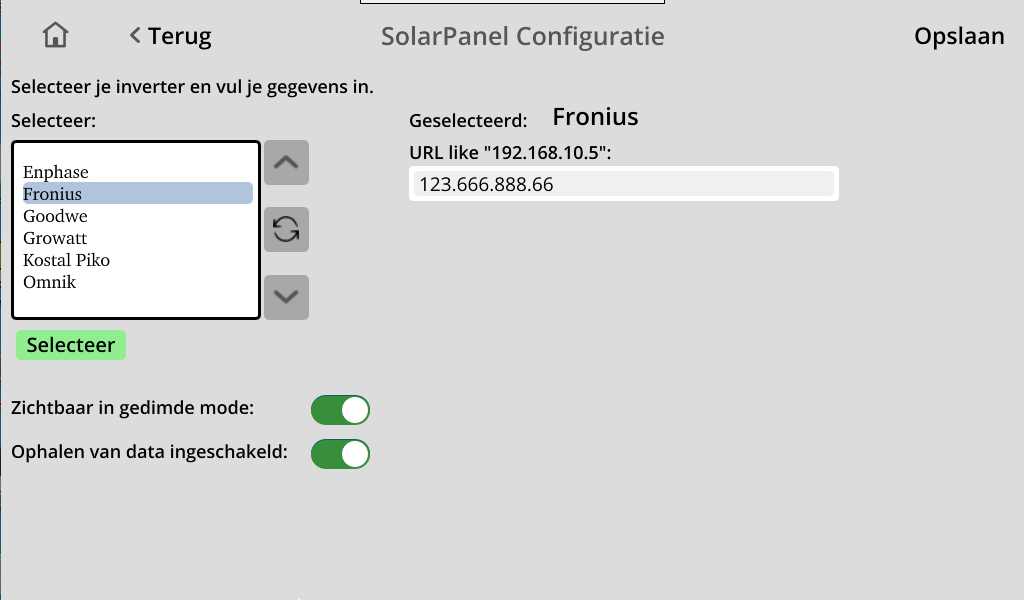 < Terug
SolarPanel Configuratie
Opslaan
Selecteer je inverter en vul je gegevens in.
Selecteer:
Enphase
Fronius
Goodwe
Growatt
Kostal Piko
Omnik
Selecteer
Geselecteerd: Fronius
URL like "192.168.10.5":
123.666.888.66
Zichtbaar in gedimde mode:
Ophalen van data ingeschakeld: